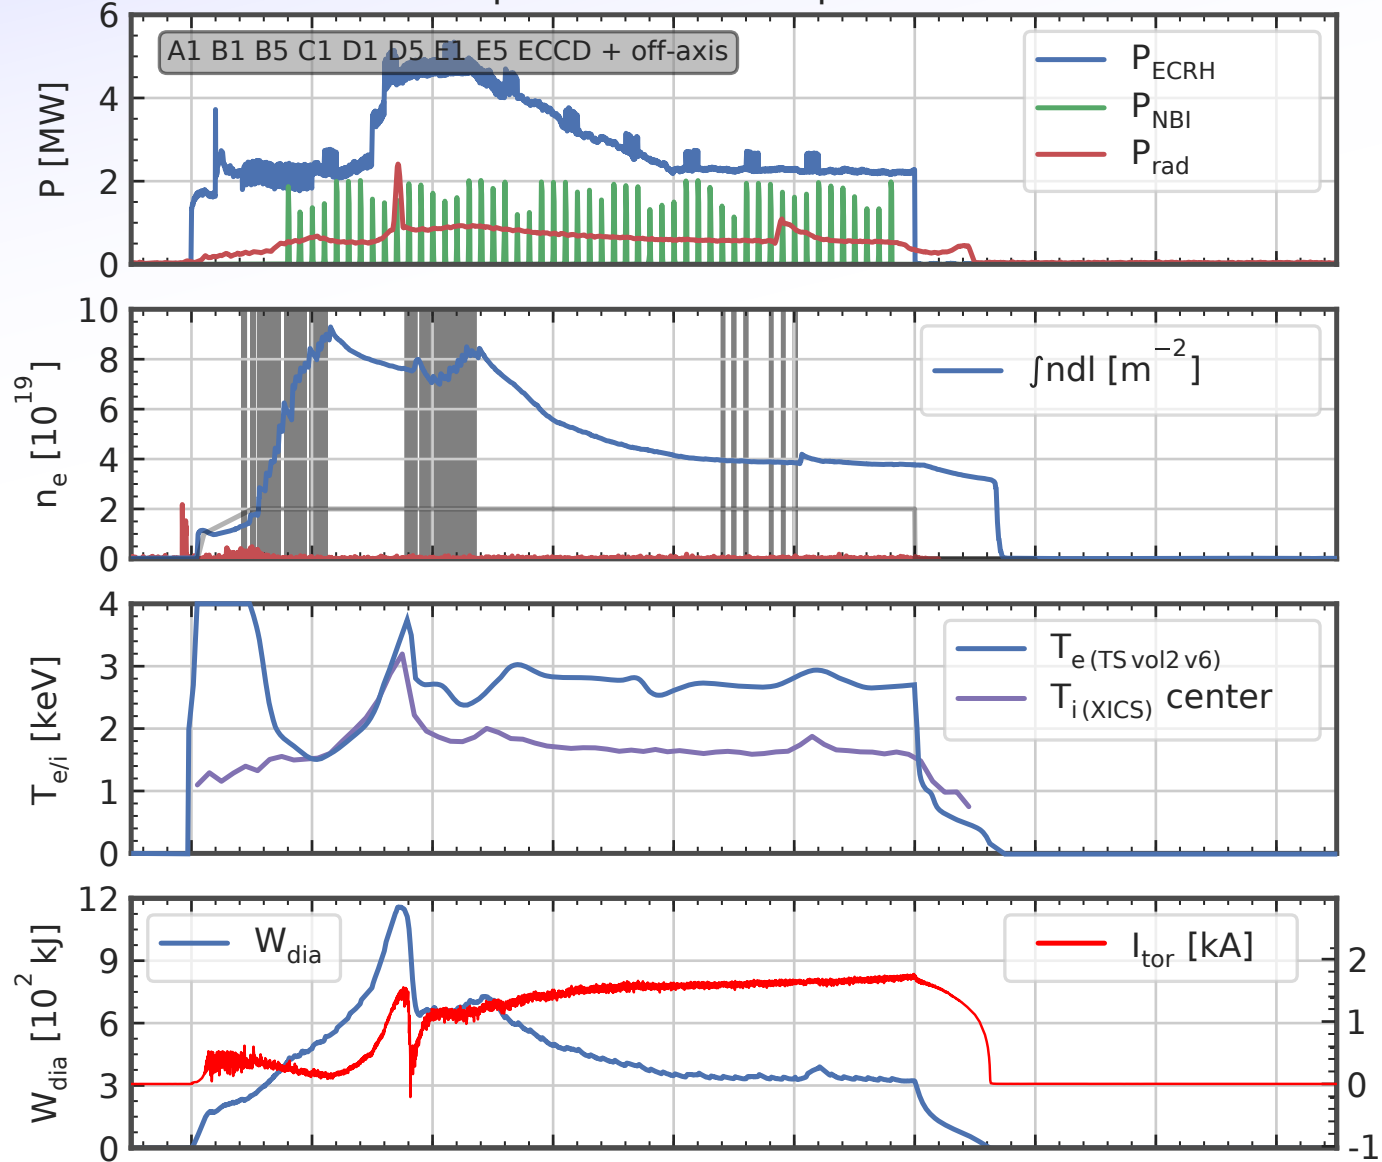 6
4
2
0
P [MW]
A1 B1 B5 C1 D1 D5 E1 E5 ECCD + off-axis
P_ECRH
P_NBI
P_rad
10
8
6
4
2
0
n_e [10^19]
∫ndl [m^−2]
4
3
2
1
0
T_e/i [keV]
T_e (TS vol2 v6)
T_i (XICS) center
12
9
6
3
0
W_dia [10^2 kJ]
W_dia
I_tor [kA]
2
1
0
-1